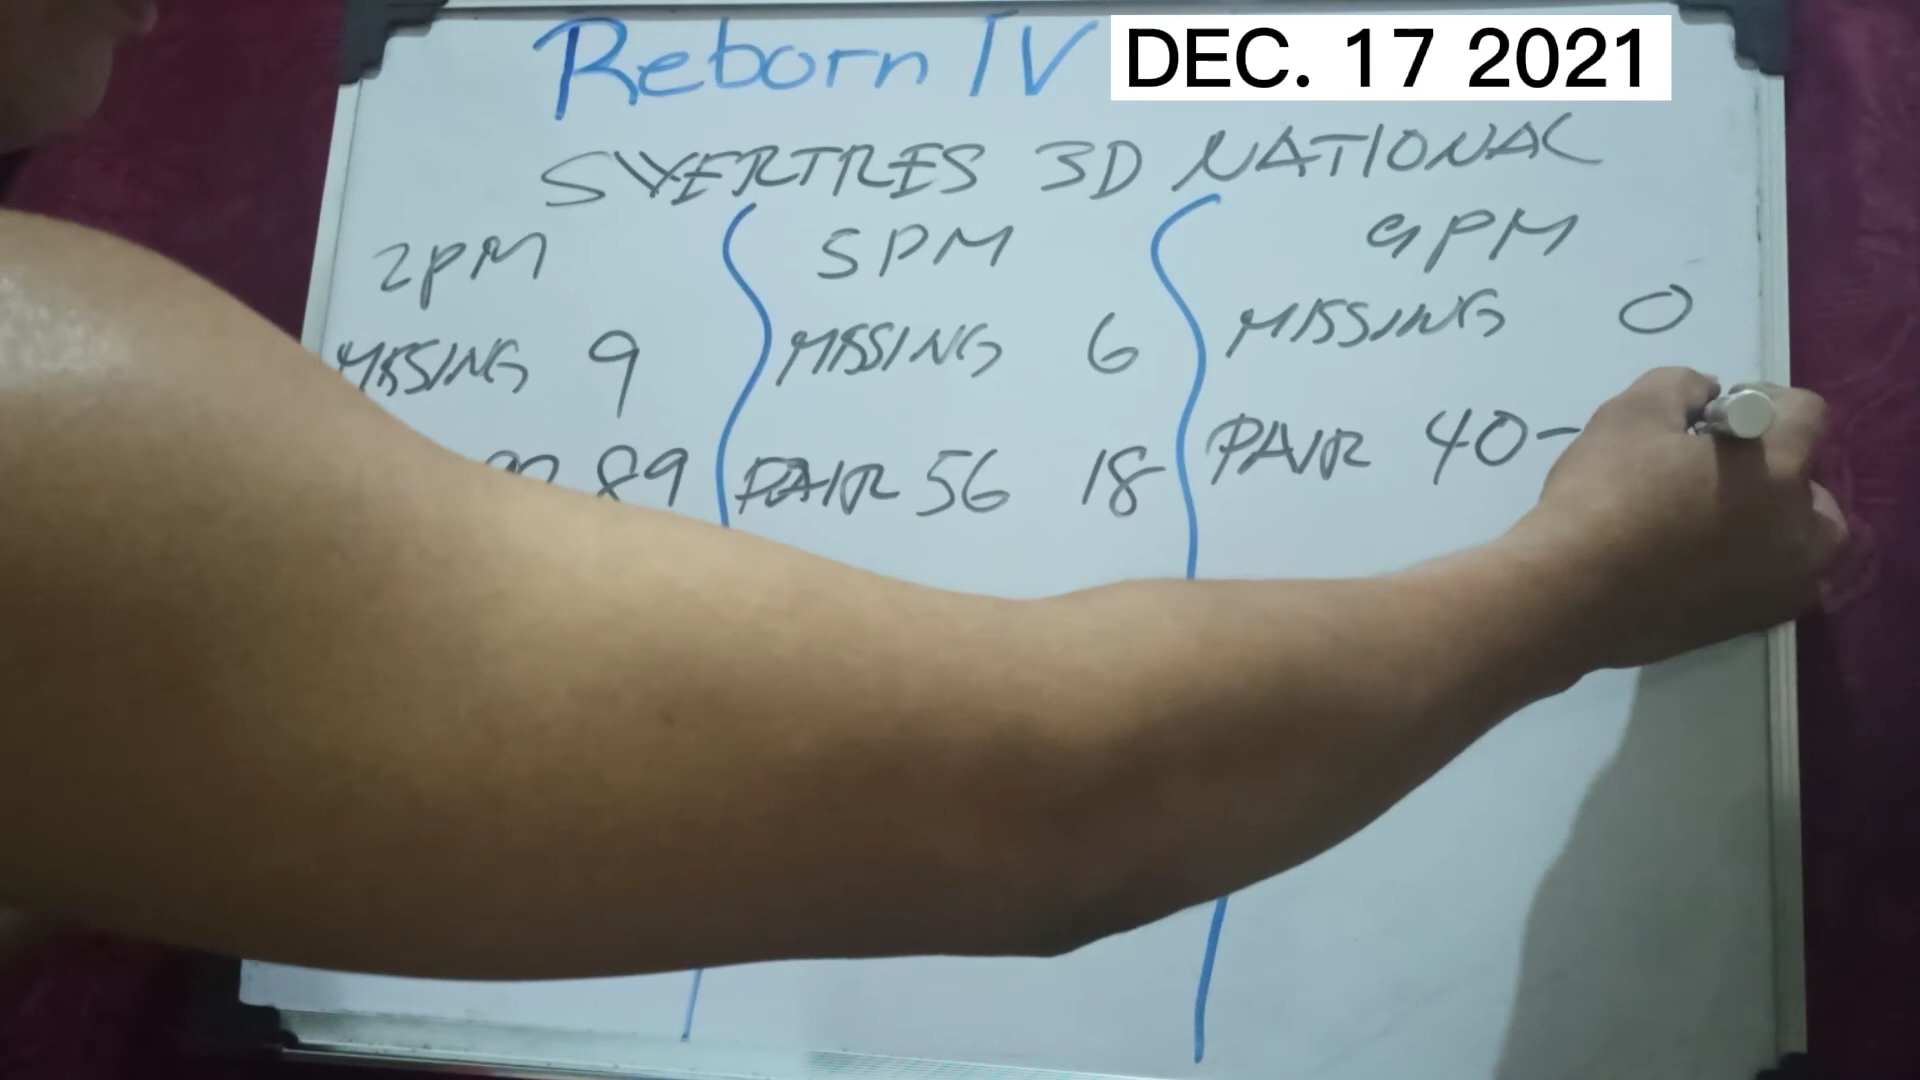 Reborn TV DEC. 17 2021
SWERTRES 3D NATIONAL
2PM 5PM 9PM
MISSING 9 MISSING 6 MISSING 0
89 PAIR 56 18 PAIR 40-